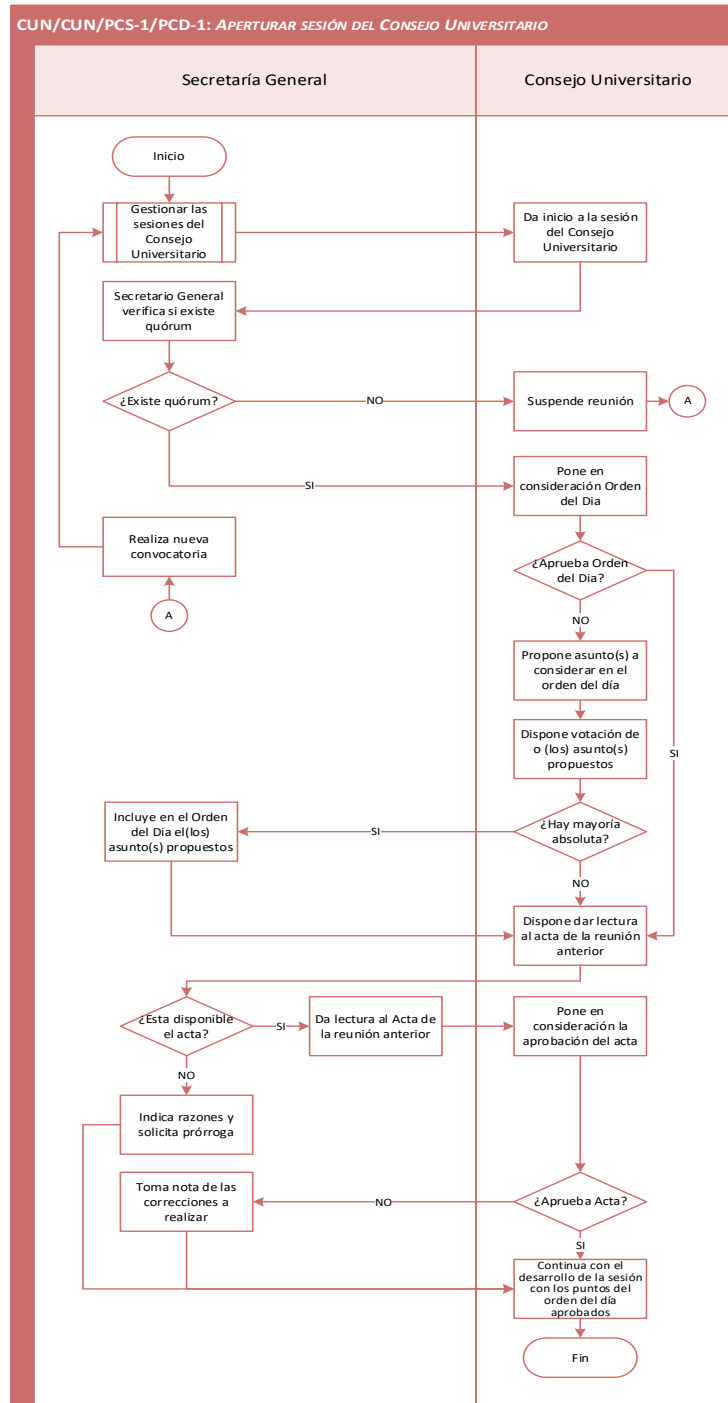 CUN/CUN/PCS-1/PCD-1: APERTURAR SESIÓN DEL CONSEJO UNIVERSITARIO
Secretaría General
Consejo Universitario
Inicio
Gestionar las
sesiones del
Consejo
Universitario
Da inicio a la sesión
del Consejo
Universitario
Secretario General
verifica si existe
quórum
¿Existe quórum?
NO
Suspende reunión
A
SI
Pone en
consideración Orden
del Dia
Realiza nueva
convocatoria
¿Aprueba Orden
del Dia?
A
NO
Propone asunto(s) a
considerar en el
orden del día
Dispone votación de
o (los) asunto(s)
propuestos
SI
Incluye en el Orden
del Dia el(los)
asunto(s) propuestos
SI
¿Hay mayoría
absoluta?
NO
Dispone dar lectura
al acta de la reunión
anterior
¿Esta disponible
el acta?
SI
Da lectura al Acta de
la reunión anterior
Pone en
consideración la
aprobación del acta
NO
Indica razones y
solicita prórroga
Toma nota de las
correcciones a
realizar
NO
¿Aprueba Acta?
SI
Continua con el
desarrollo de la sesión
con los puntos del
orden del día
aprobados
Fin